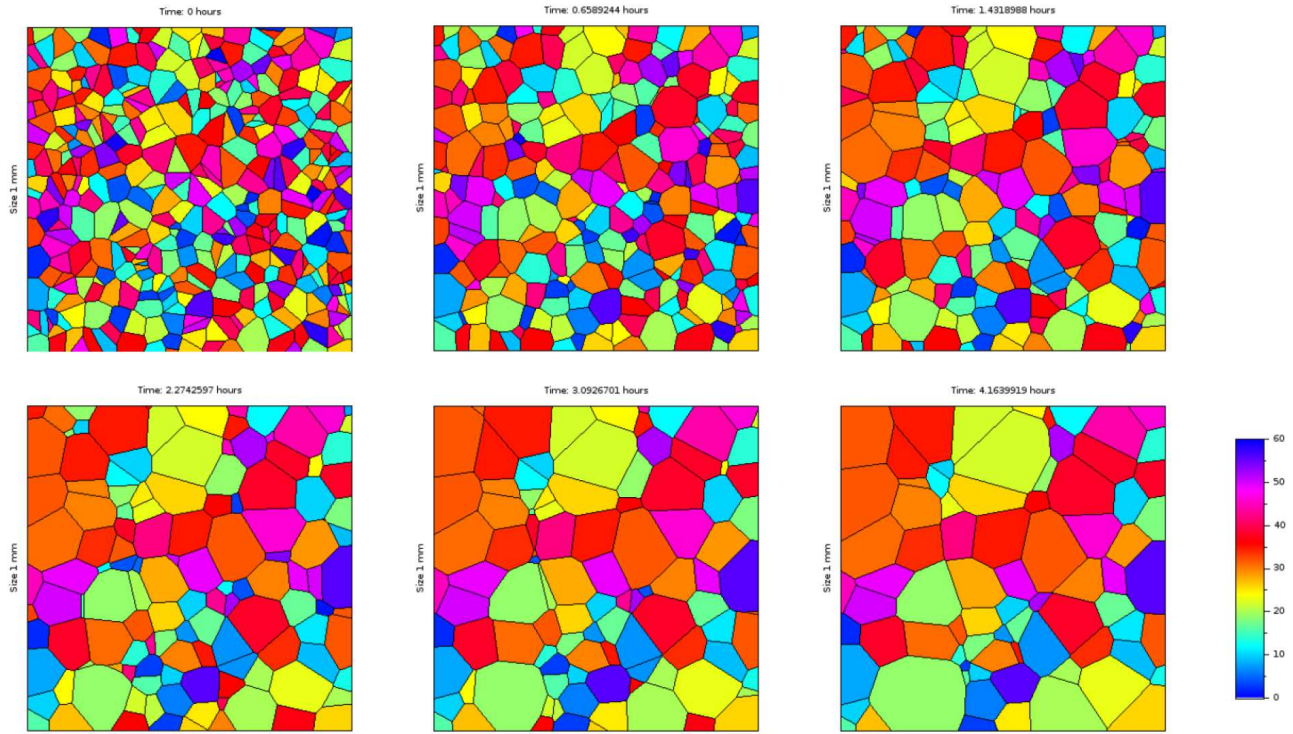 Time: 0 hours
Time: 0.6589244 hours
Time: 1.4318988 hours
Size 1 mm
Size 1 mm
Size 1 mm
Time: 2.2742597 hours
Time: 3.0926701 hours
Time: 4.1639919 hours
Size 1 mm
Size 1 mm
Size 1 mm
60
50
40
30
20
10
0